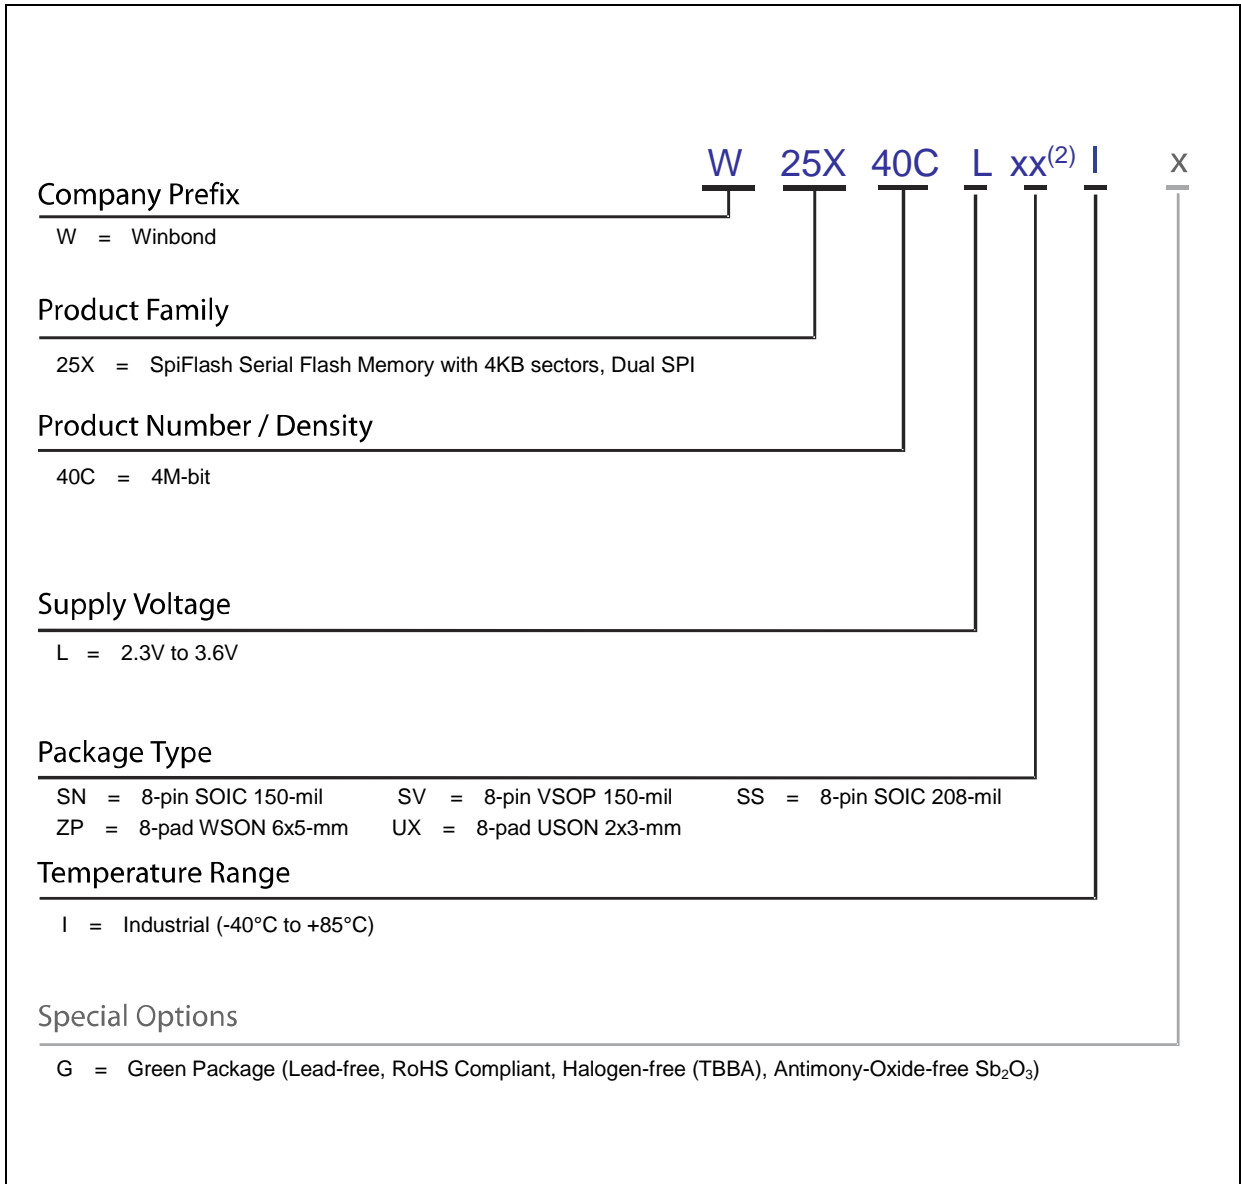 W 25X 40C L xx(2) I x
Company Prefix
W = Winbond
Product Family
25X = SpiFlash Serial Flash Memory with 4KB sectors, Dual SPI
Product Number / Density
40C = 4M-bit
Supply Voltage
L = 2.3V to 3.6V
Package Type
SN = 8-pin SOIC 150-mil SV = 8-pin VSOP 150-mil SS = 8-pin SOIC 208-mil
ZP = 8-pad WSON 6x5-mm UX = 8-pad USON 2x3-mm
Temperature Range
I = Industrial (-40°C to +85°C)
Special Options
G = Green Package (Lead-free, RoHS Compliant, Halogen-free (TBBA), Antimony-Oxide-free Sb₂O₃)